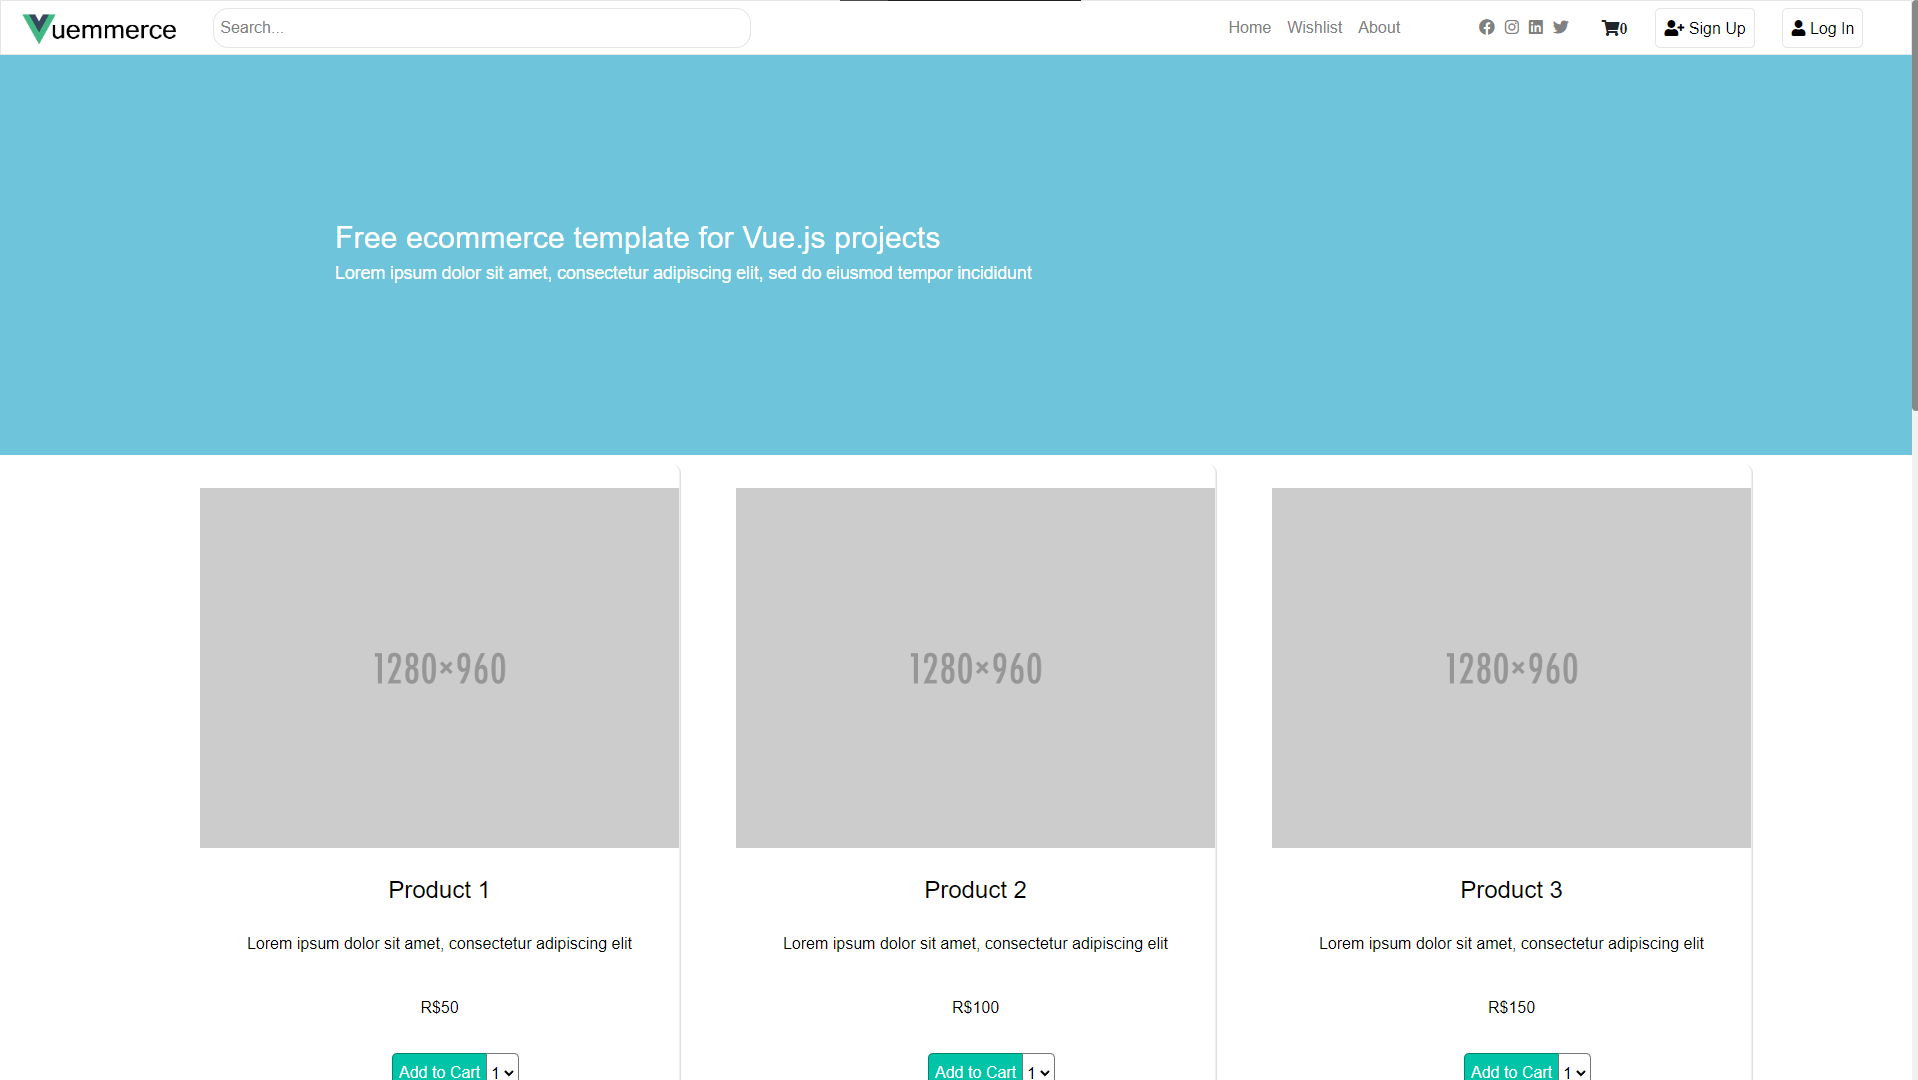 Vuemmerce
Search...
Home Wishlist About
0
Sign Up
Log In
Free ecommerce template for Vue.js projects
Lorem ipsum dolor sit amet, consectetur adipiscing elit, sed do eiusmod tempor incididunt
1280×960
1280×960
1280×960
Product 1
Product 2
Product 3
Lorem ipsum dolor sit amet, consectetur adipiscing elit
Lorem ipsum dolor sit amet, consectetur adipiscing elit
Lorem ipsum dolor sit amet, consectetur adipiscing elit
R$50
R$100
R$150
Add to Cart 1
Add to Cart 1
Add to Cart 1